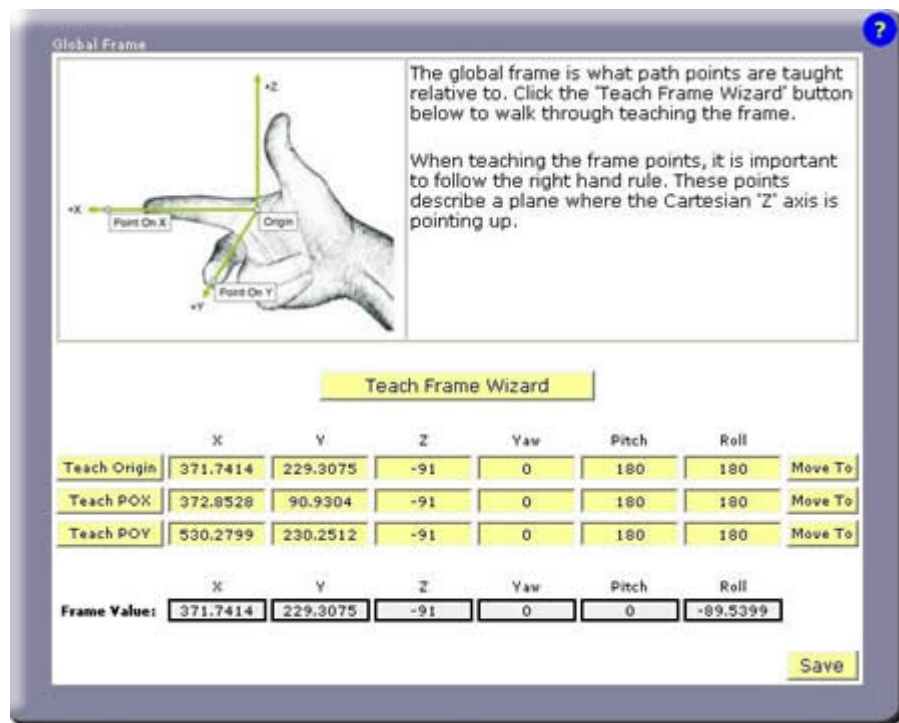 ?
Global Frame
+Z
+X
Point On X
Origin
Point On Y
+Y
The global frame is what path points are taught
relative to. Click the 'Teach Frame Wizard' button
below to walk through teaching the frame.
When teaching the frame points, it is important
to follow the right hand rule. These points
describe a plane where the Cartesian 'Z' axis is
pointing up.
Teach Frame Wizard
X Y Z Yaw Pitch Roll
Teach Origin 371.7414 229.3075 -91 0 180 180 Move To
Teach POX 372.8528 90.9304 -91 0 180 180 Move To
Teach POY 530.2799 230.2512 -91 0 180 180 Move To
X Y Z Yaw Pitch Roll
Frame Value: 371.7414 229.3075 -91 0 0 -89.5399
Save